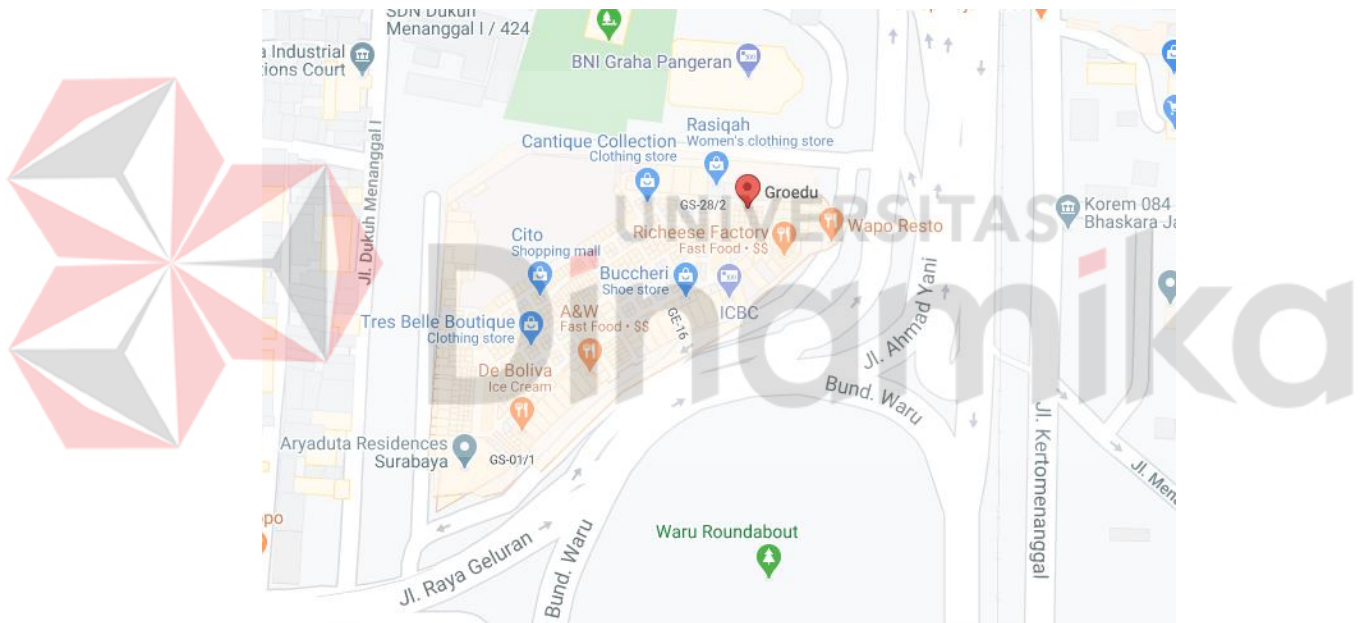 SDN Dukuh
Menanggal I / 424
a Industrial
ions Court
BNI Graha Pangeran
Jl. Dukuh Menanggal I
Cantique Collection
Clothing store
Rasiqah
Women's clothing store
GS-28/2
Groedu
UNIVERSITAS
Korem 084
Bhaskara Ja
Richeese Factory
Fast Food • $$
Wapo Resto
Cito
Shopping mall
Buccheri
Shoe store
ICBC
GE-16
Dinamika
Tres Belle Boutique
Clothing store
A&W
Fast Food • $$
De Boliva
Ice Cream
Jl. Ahmad Yani
Bund. Waru
Jl. Kertomenanggal
Jl. Men
Aryaduta Residences
Surabaya
GS-01/1
po
Jl. Raya Geluran
Bund. Waru
Waru Roundabout